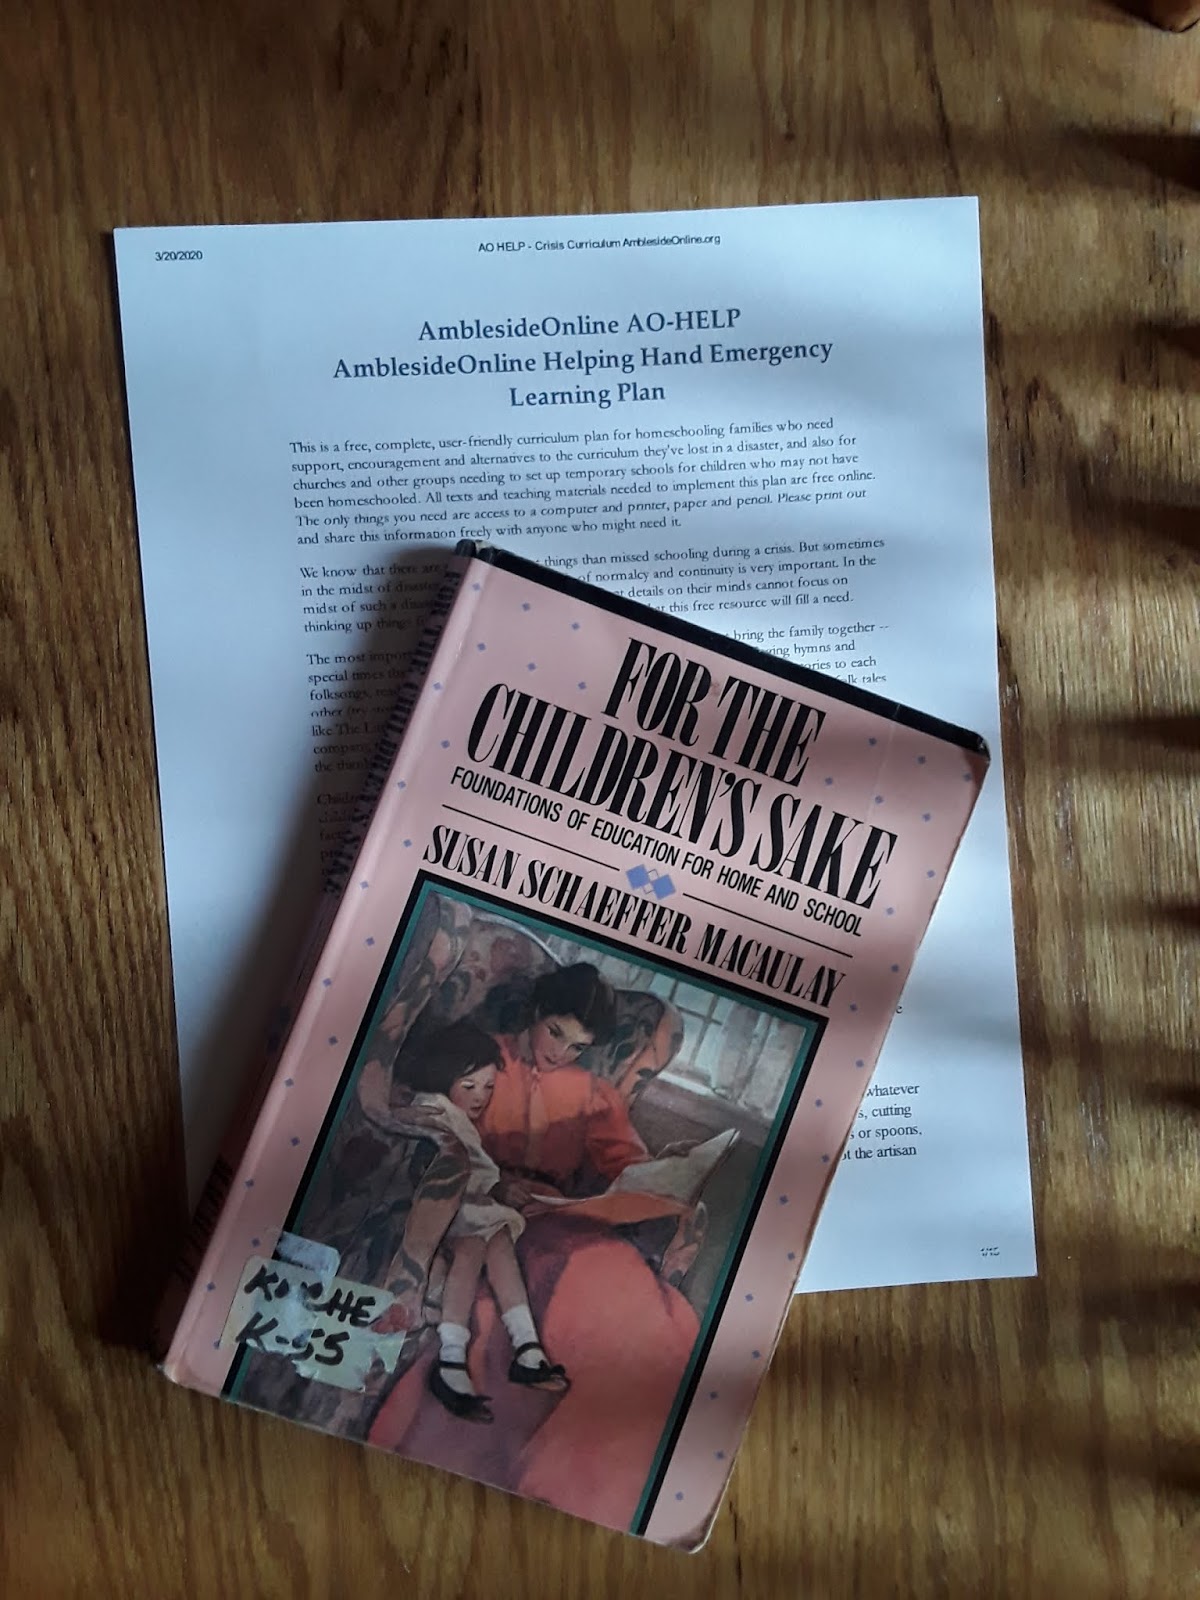 3/20/2020
AO HELP - Crisis Curriculum AmblesideOnline.org
AmblesideOnline AO-HELP
AmblesideOnline Helping Hand Emergency
Learning Plan
This is a free, complete, user-friendly curriculum plan for homeschooling families who need
support, encouragement and alternatives to the curriculum they've lost in a disaster, and also for
churches and other groups needing to set up temporary schools for children who may not have
been homeschooled. All texts and teaching materials needed to implement this plan are free online.
The only things you need are access to a computer and printer, paper and pencil. Please print out
and share this information freely with anyone who might need it.
We know that there are things than missed schooling during a crisis. But sometimes
in the midst of disaster of normalcy and continuity is very important. In the
midst of such a details on their minds cannot focus on
thinking up things this free resource will fill a need.
The most bring the family together --
special times hymns and
folksongs, to each
other tales
like The
company
the
whatever
cutting
or spoons,
the artisan
1/15
FOR THE
CHILDREN'S SAKE
FOUNDATIONS OF EDUCATION FOR HOME AND SCHOOL
SUSAN SCHAEFFER MACAULAY
K-55